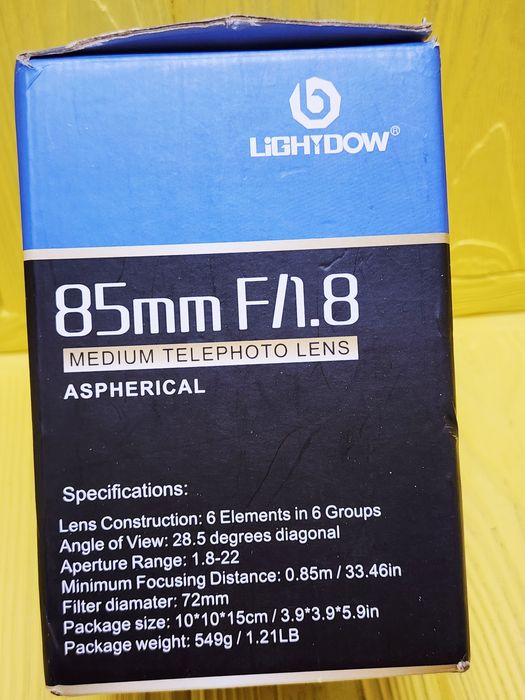 LiGHTDOW®
85mm F/1.8
MEDIUM TELEPHOTO LENS
ASPHERICAL
Specifications:
Lens Construction: 6 Elements in 6 Groups
Angle of View: 28.5 degrees diagonal
Aperture Range: 1.8-22
Minimum Focusing Distance: 0.85m / 33.46in
Filter diamater: 72mm
Package size: 10*10*15cm / 3.9*3.9*5.9in
Package weight: 549g / 1.21LB